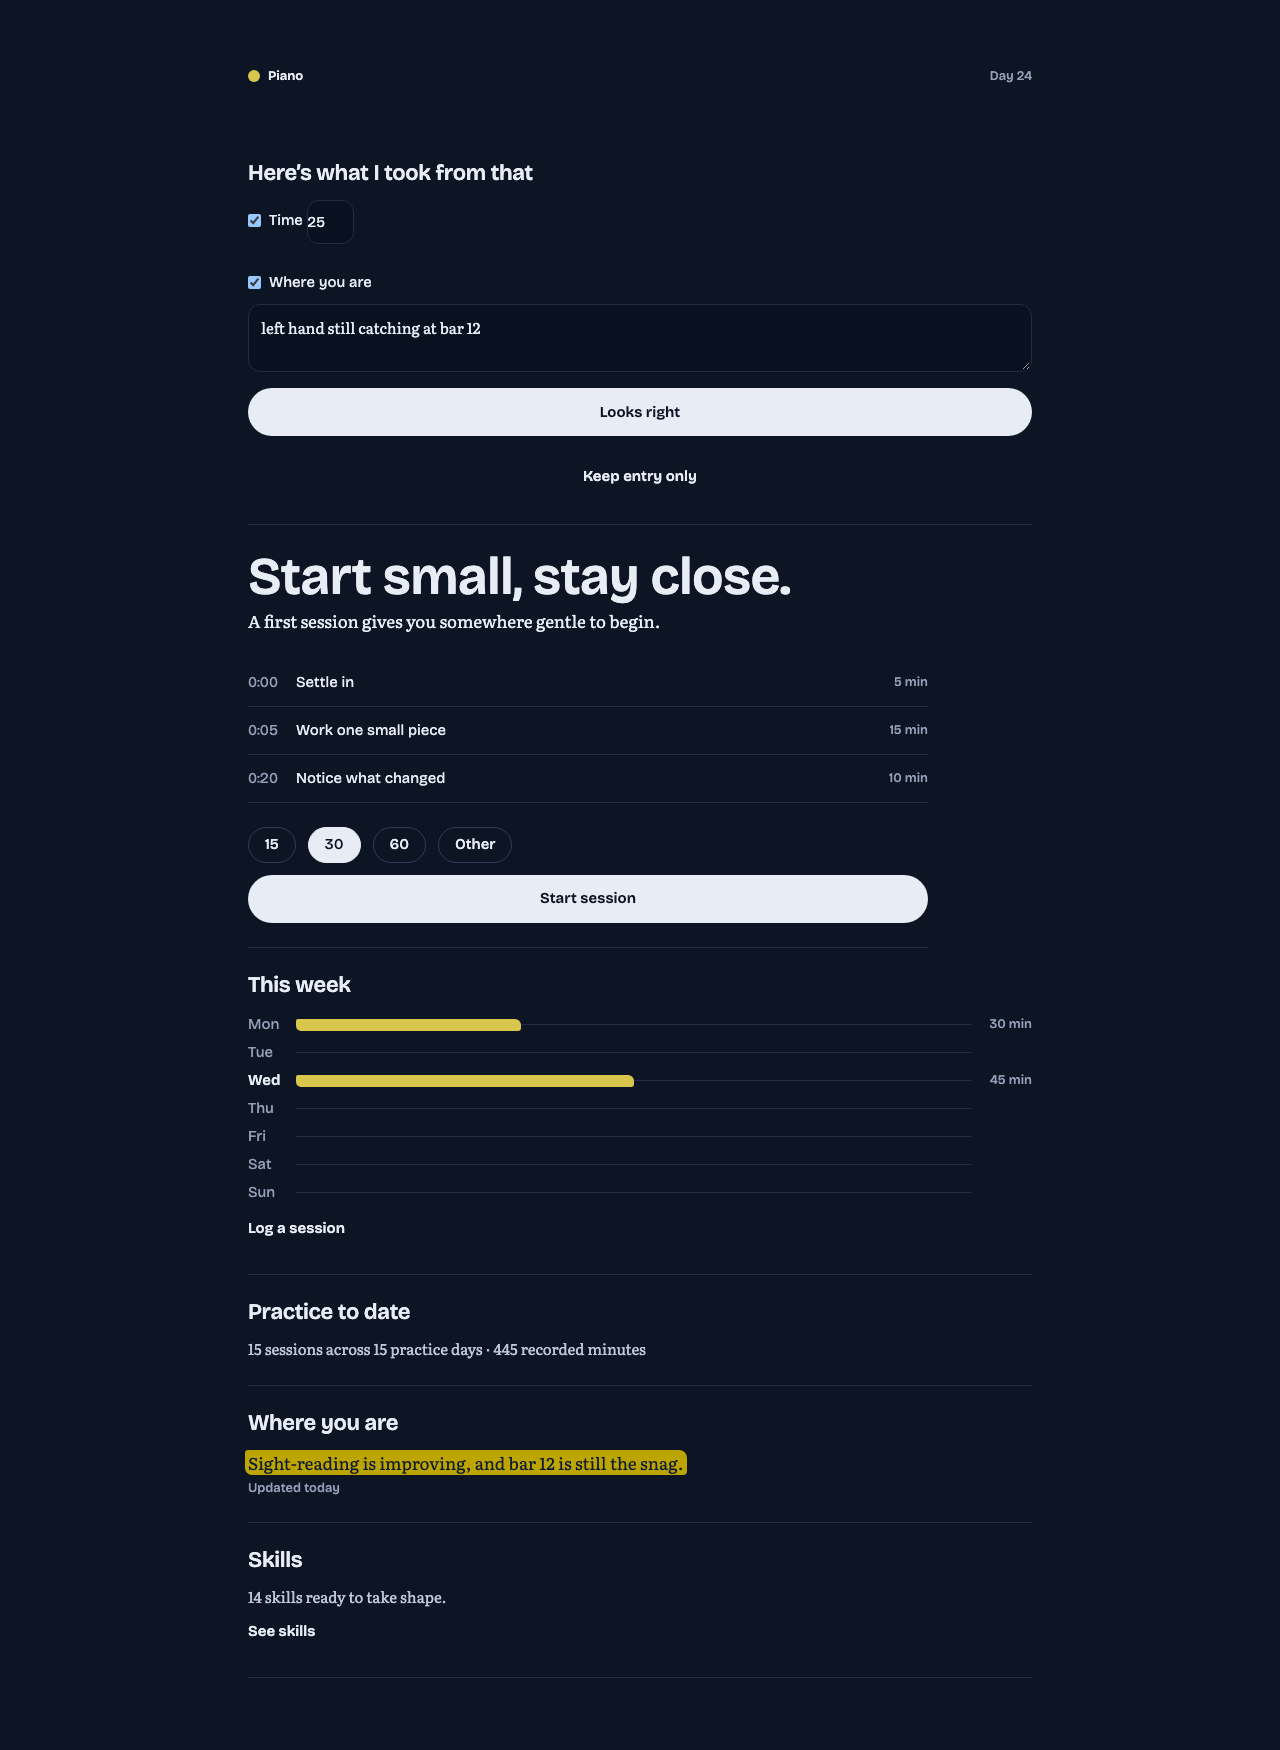 Piano
Day 24
Here’s what I took from that
Time 25
Where you are
left hand still catching at bar 12
Looks right
Keep entry only
Start small, stay close.
A first session gives you somewhere gentle to begin.
0:00 Settle in 5 min
0:05 Work one small piece 15 min
0:20 Notice what changed 10 min
15 30 60 Other
Start session
This week
Mon 30 min
Tue
Wed 45 min
Thu
Fri
Sat
Sun
Log a session
Practice to date
15 sessions across 15 practice days · 445 recorded minutes
Where you are
Sight-reading is improving, and bar 12 is still the snag.
Updated today
Skills
14 skills ready to take shape.
See skills